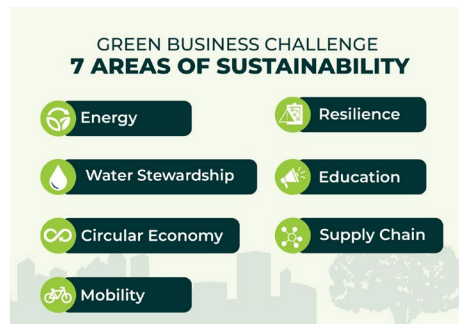 GREEN BUSINESS CHALLENGE
7 AREAS OF SUSTAINABILITY
Energy
Water Stewardship
Circular Economy
Mobility
Resilience
Education
Supply Chain